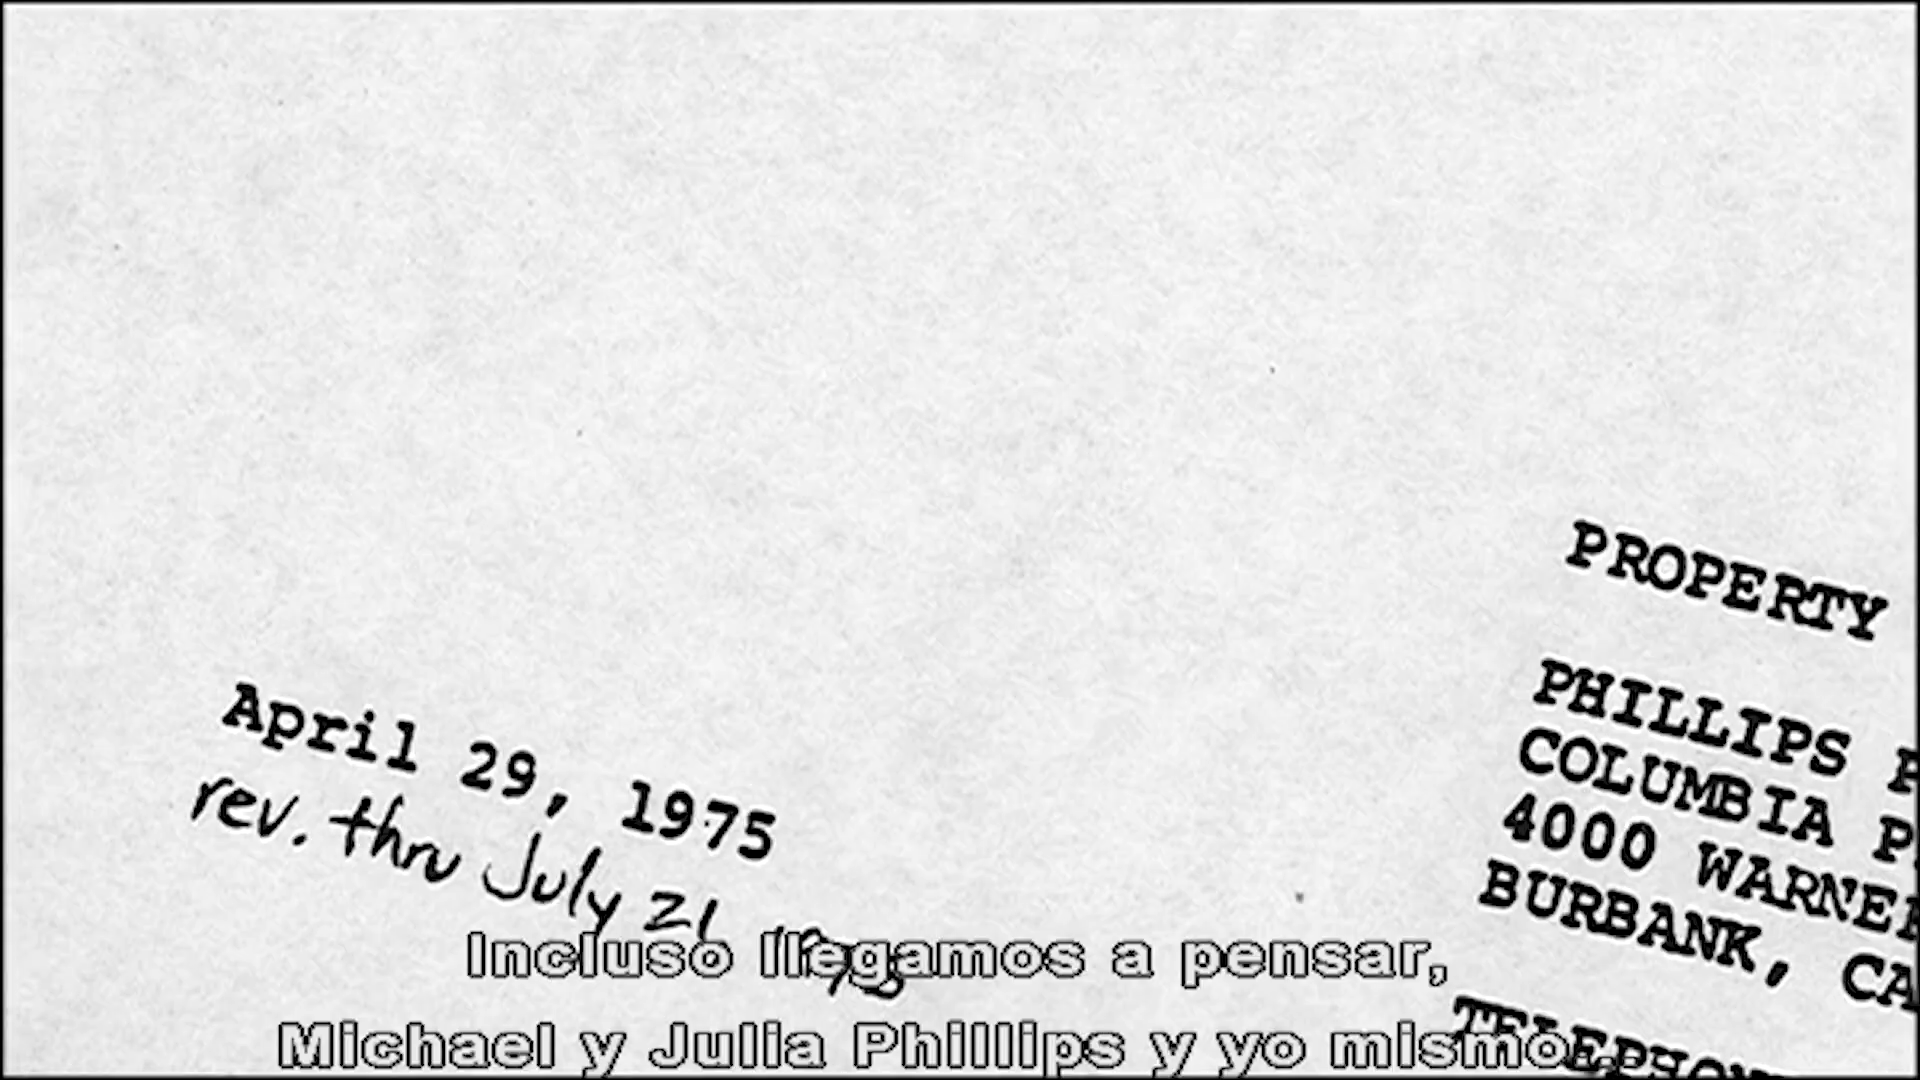 PROPERTY
PHILLIPS
COLUMBIA
4000
BURBANK,
April 29, 1975
rev. thru July 21
Incluso llegamos a pensar,
Michael y Julia Phillips y yo mismo